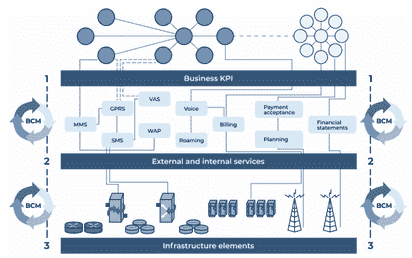 1
Business KPI
1
VAS
GPRS
Voice
Payment
acceptance
BCM
MMS
Billing
Financial
statements
BCM
WAP
SMS
Roaming
Planning
2
External and internal services
2
BCM
BCM
3
Infrastructure elements
3